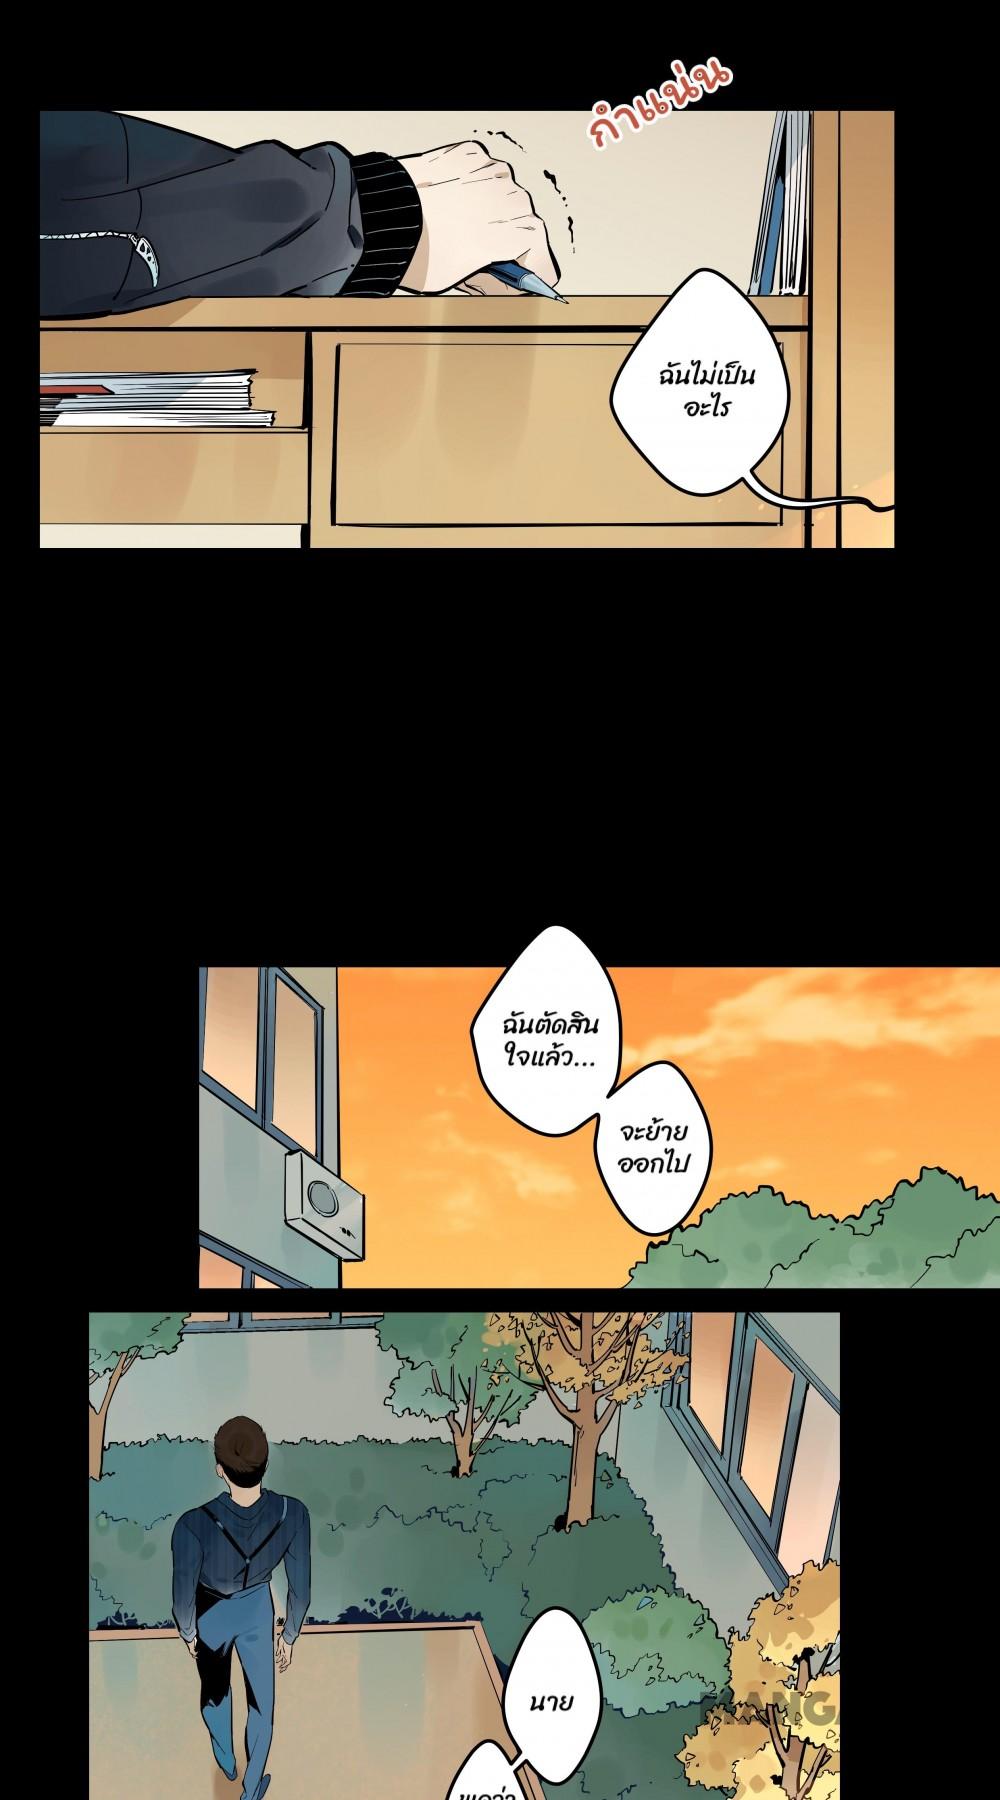 กำแน่น
ฉันไม่เป็น
อะไร
ฉันตัดสิน
ใจแล้ว...
จะย้าย
ออกไป
นาย
MANG